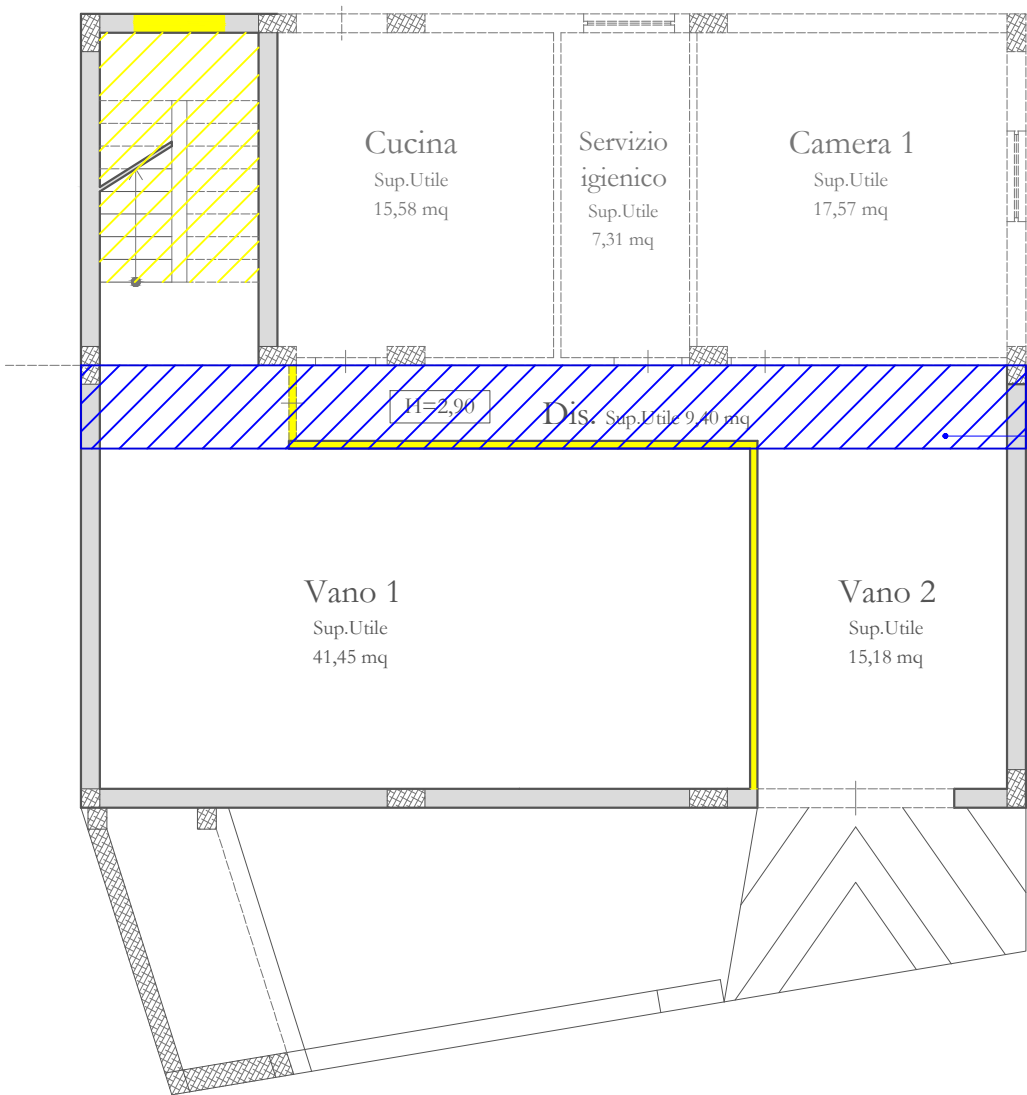 Cucina
Sup.Utile
15,58 mq
Servizio
igienico
Sup.Utile
7,31 mq
Camera 1
Sup.Utile
17,57 mq
H=2,90
Dis. Sup.Utile 9,40 mq
Vano 1
Sup.Utile
41,45 mq
Vano 2
Sup.Utile
15,18 mq